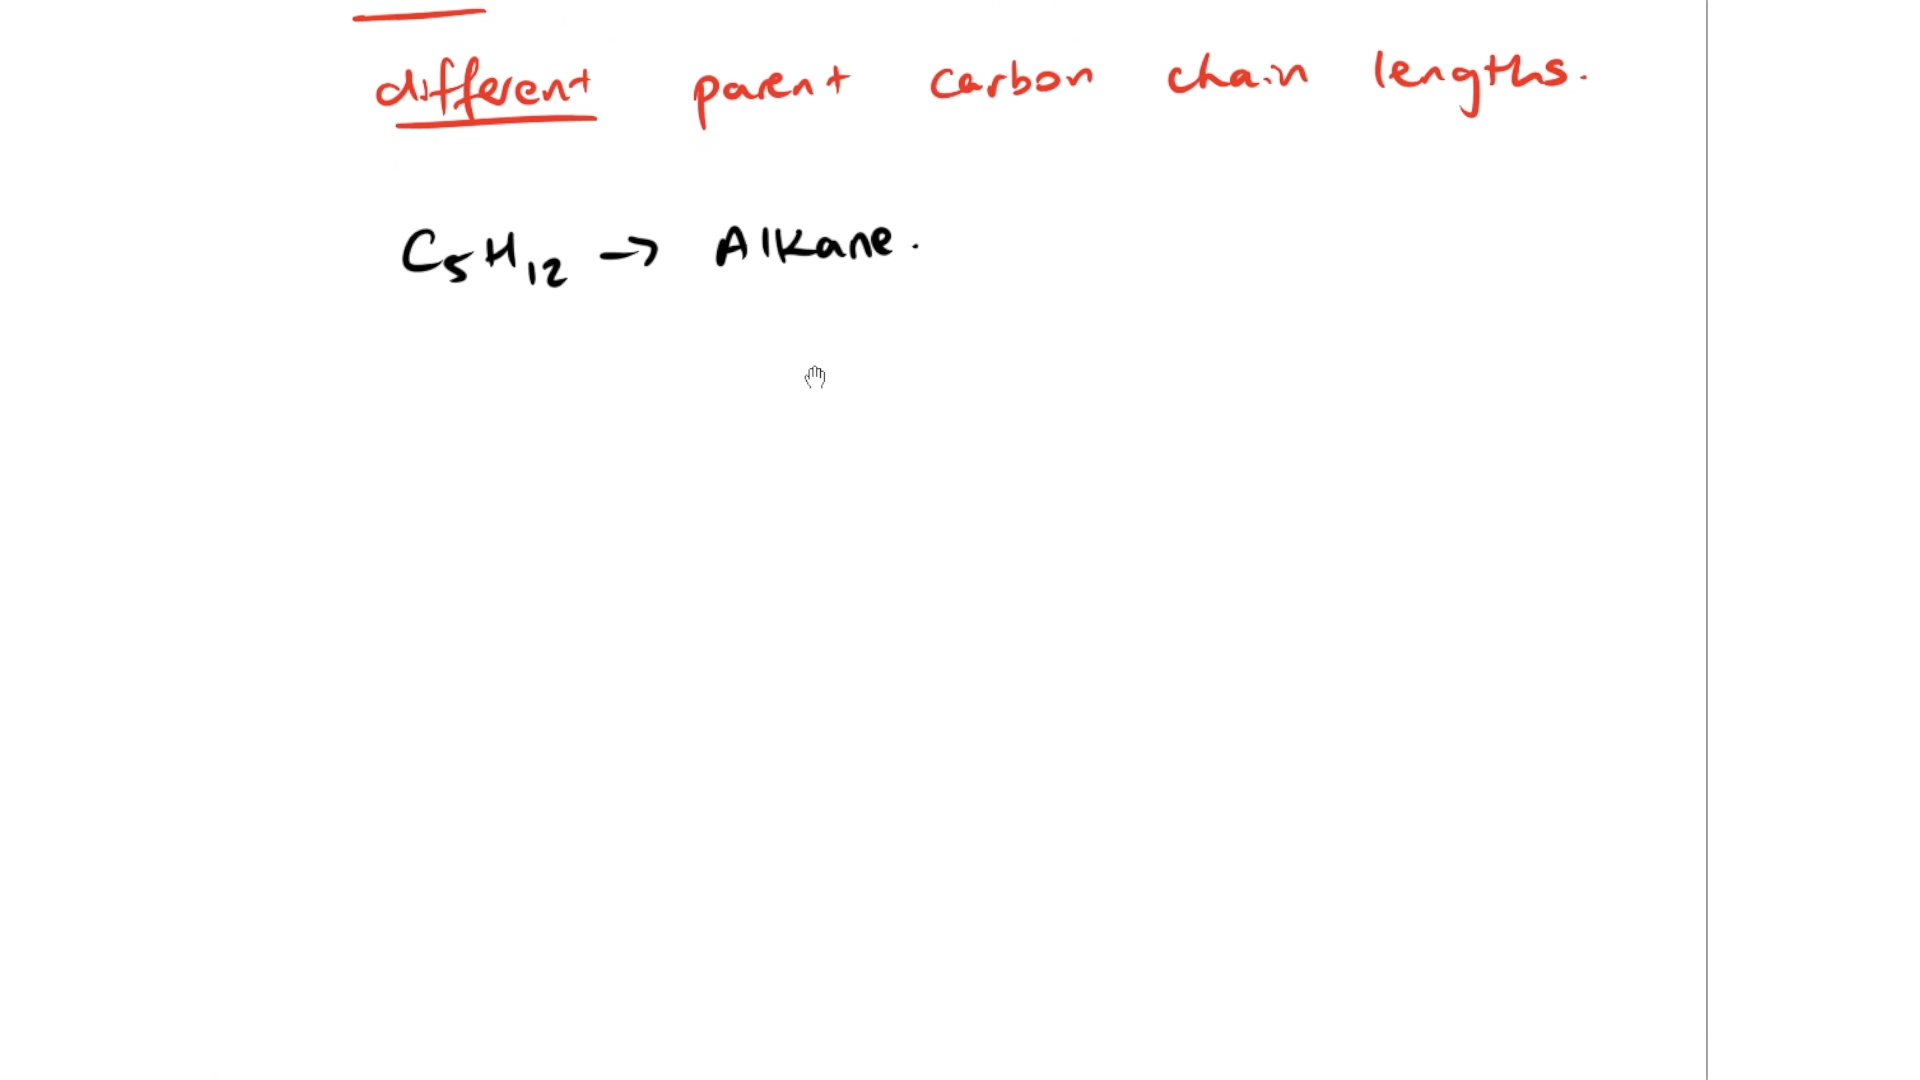 different parent carbon chain lengths.
C₅H₁₂ → Alkane.